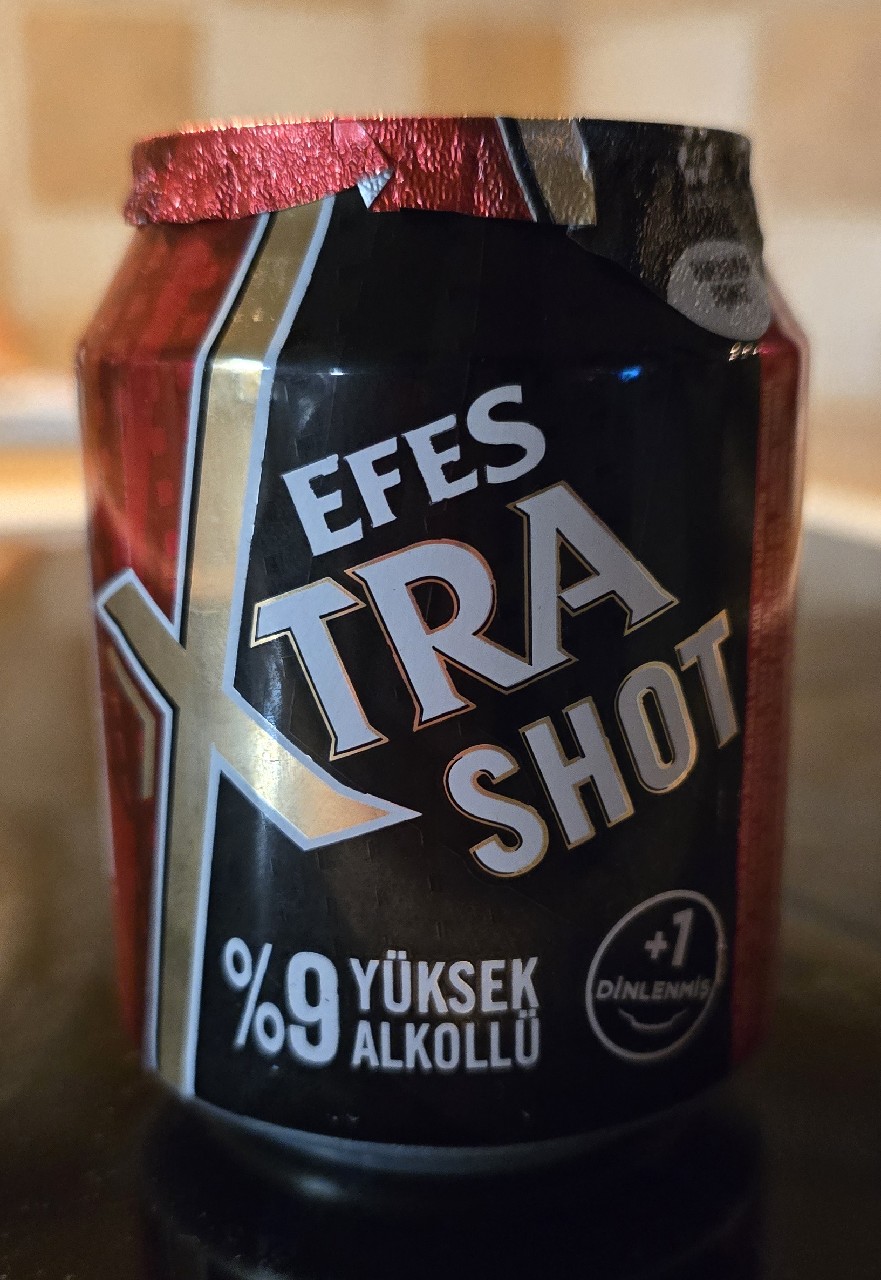 EFES
XTRA
SHOT
%9 YÜKSEK
ALKOLLÜ
+1
DİNLENMİŞ